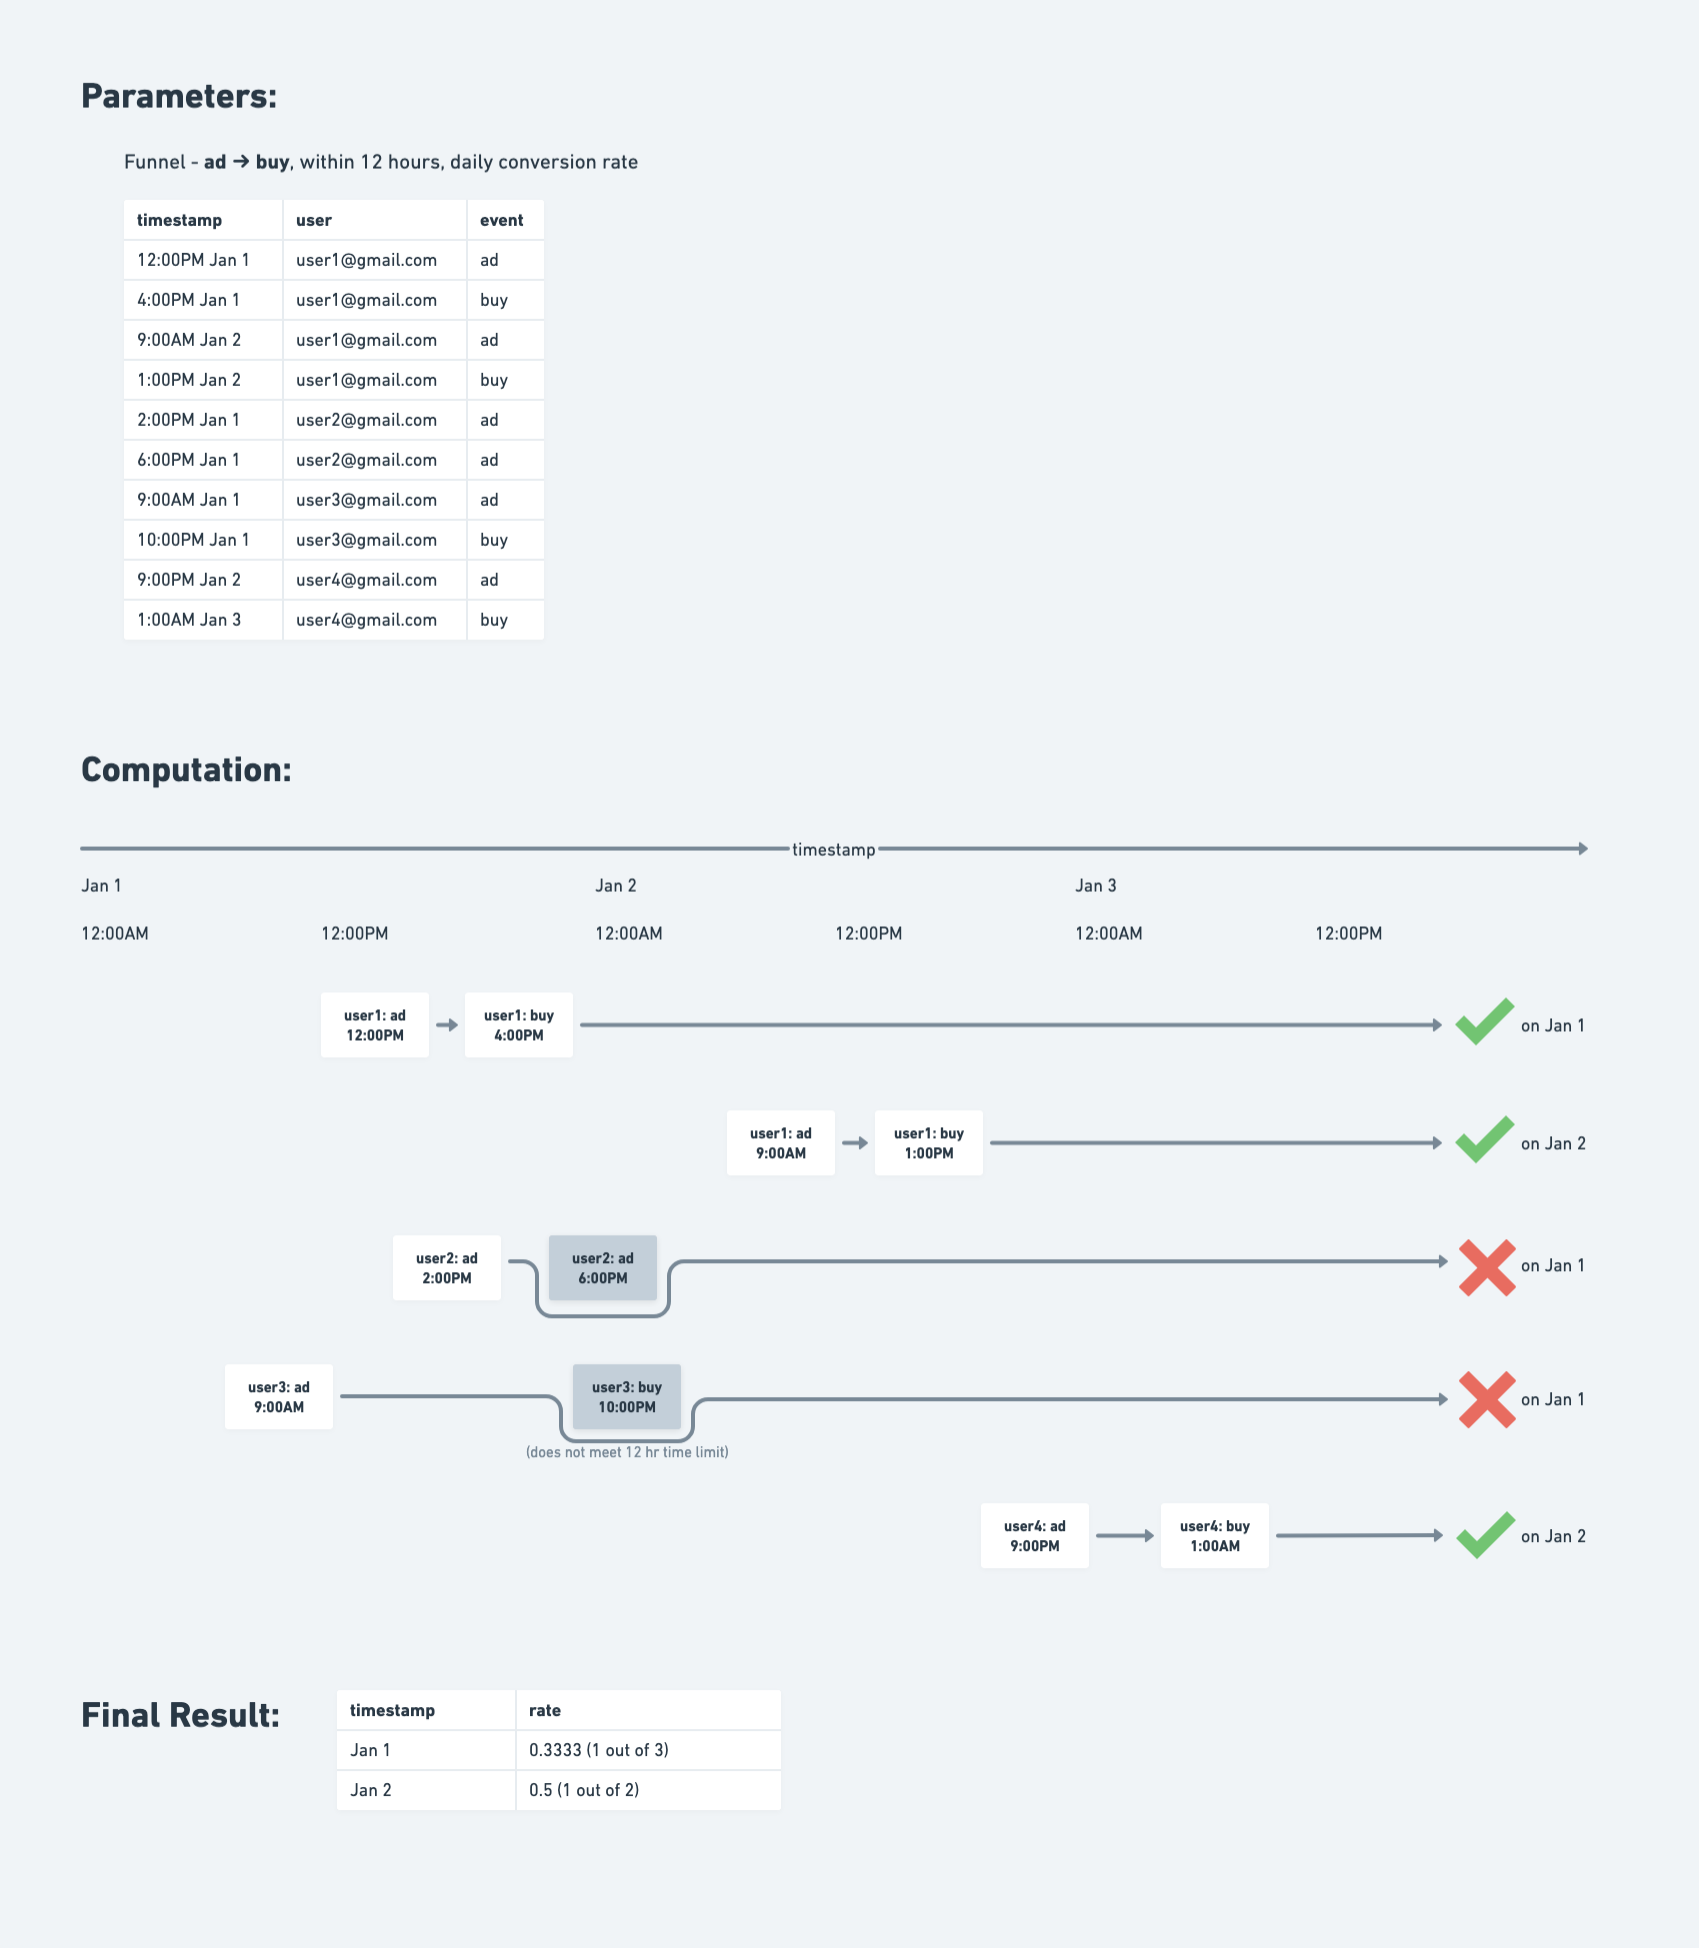 Parameters:
Funnel - ad → buy, within 12 hours, daily conversion rate
timestamp user event
12:00PM Jan 1 user1@gmail.com ad
4:00PM Jan 1 user1@gmail.com buy
9:00AM Jan 2 user1@gmail.com ad
1:00PM Jan 2 user1@gmail.com buy
2:00PM Jan 1 user2@gmail.com ad
6:00PM Jan 1 user2@gmail.com ad
9:00AM Jan 1 user3@gmail.com ad
10:00PM Jan 1 user3@gmail.com buy
9:00PM Jan 2 user4@gmail.com ad
1:00AM Jan 3 user4@gmail.com buy
Computation:
timestamp
Jan 1 Jan 2 Jan 3
12:00AM 12:00PM 12:00AM 12:00PM 12:00AM 12:00PM
user1: ad user1: buy
12:00PM 4:00PM
on Jan 1
user1: ad user1: buy
9:00AM 1:00PM
on Jan 2
user2: ad user2: ad
2:00PM 6:00PM
on Jan 1
user3: ad user3: buy
9:00AM 10:00PM
on Jan 1
(does not meet 12 hr time limit)
user4: ad user4: buy
9:00PM 1:00AM
on Jan 2
Final Result:
timestamp rate
Jan 1 0.3333 (1 out of 3)
Jan 2 0.5 (1 out of 2)